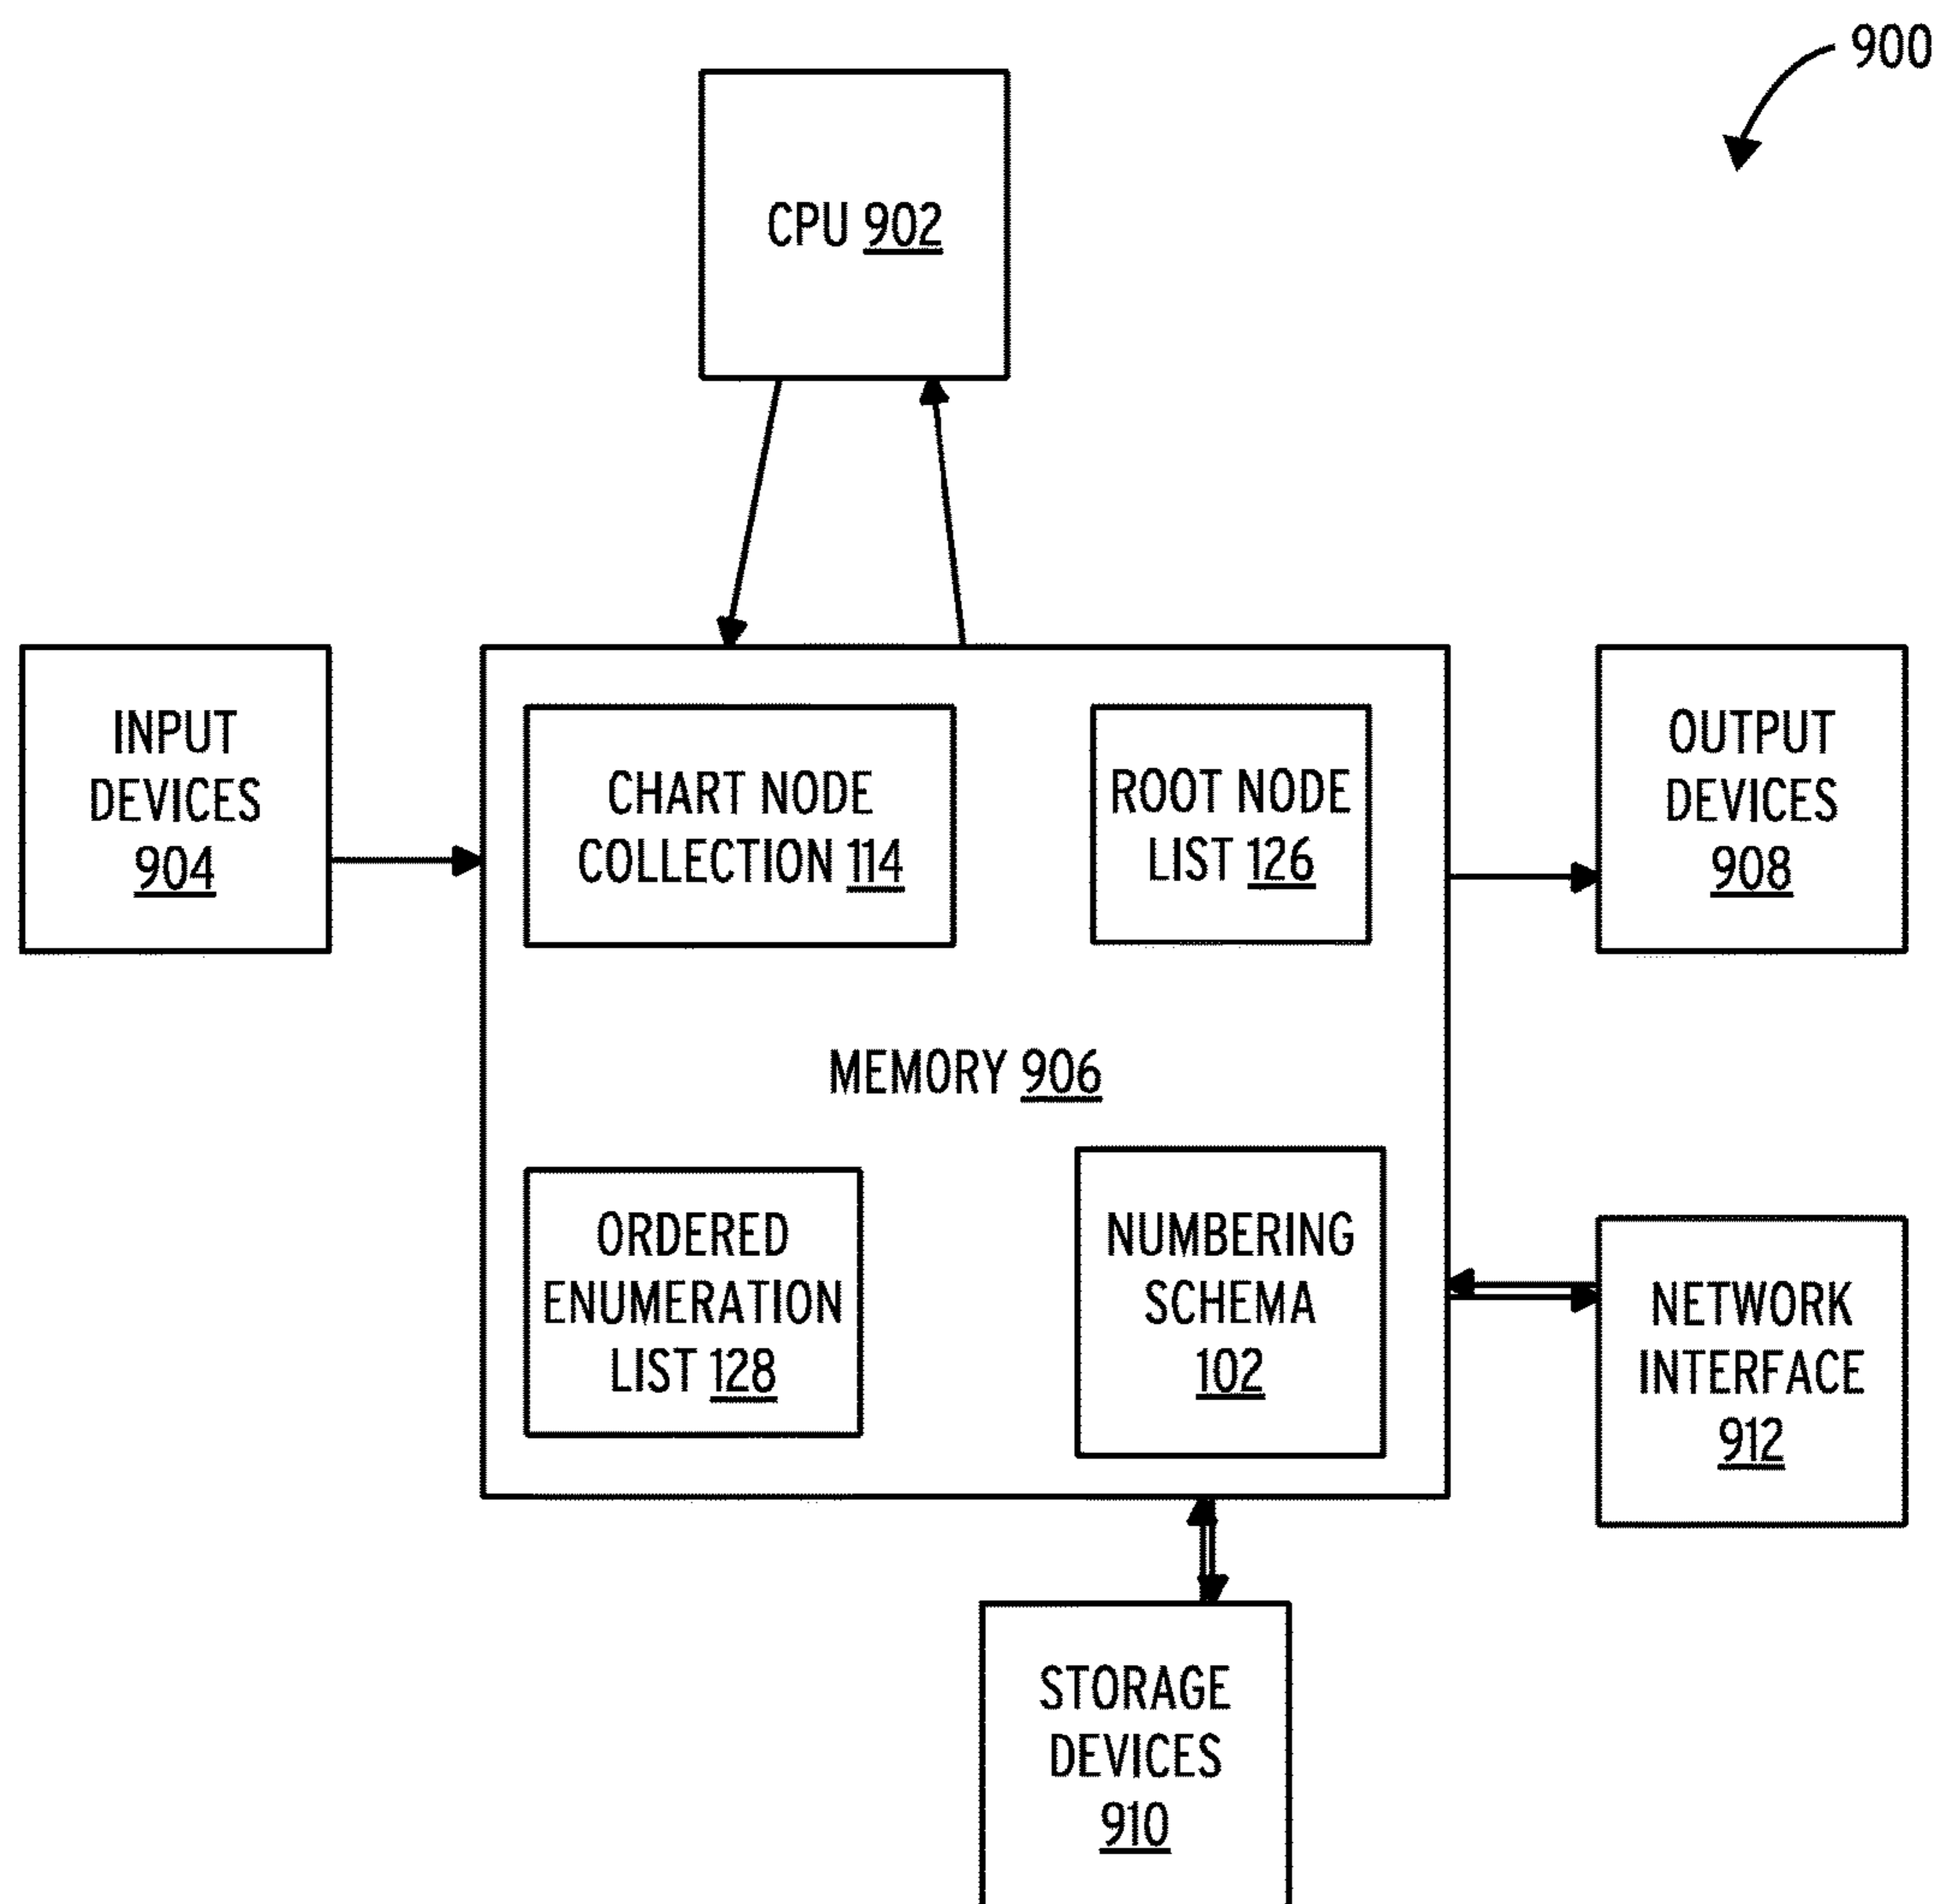 900
CPU 902
INPUT
DEVICES
904
CHART NODE
COLLECTION 114
ROOT NODE
LIST 126
OUTPUT
DEVICES
908
MEMORY 906
ORDERED
ENUMERATION
LIST 128
NUMBERING
SCHEMA
102
NETWORK
INTERFACE
912
STORAGE
DEVICES
910